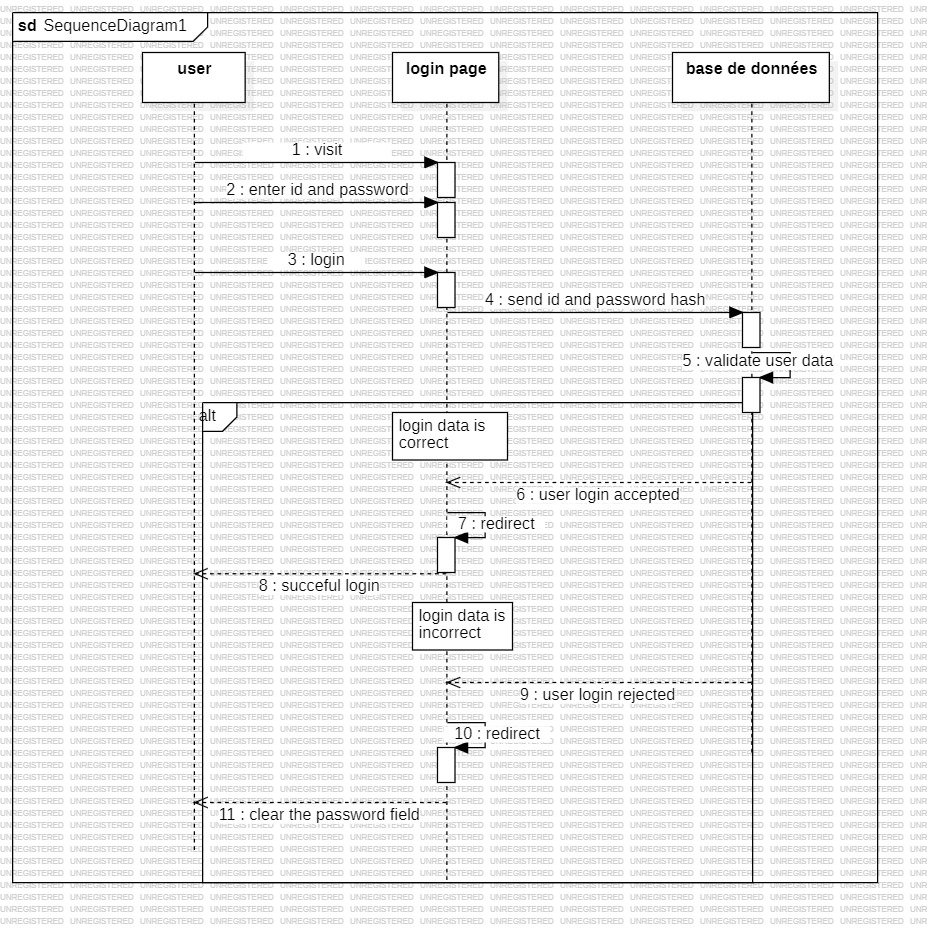 sd SequenceDiagram1
user
login page
base de données
1 : visit
2 : enter id and password
3 : login
4 : send id and password hash
5 : validate user data
alt
login data is
correct
6 : user login accepted
7 : redirect
8 : succeful login
login data is
incorrect
9 : user login rejected
10 : redirect
11 : clear the password field
UNREGISTERED